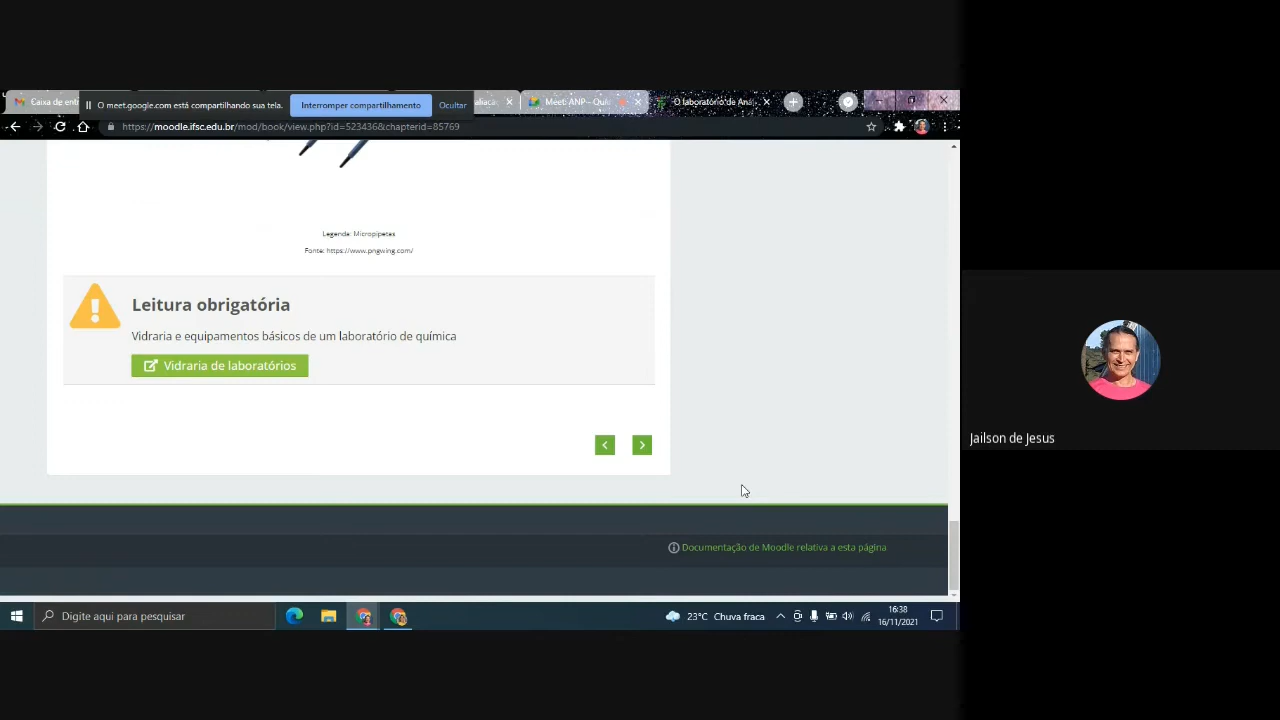 Caixa de entr
O meet.google.com está compartilhando sua tela.
Interromper compartilhamento
Ocultar
Meet: ANP - Quí
O laboratório de Aná
https://moodle.ifsc.edu.br/mod/book/view.php?id=523436&chapterid=85769
Legenda: Micropipetas
Fonte: https://www.pngwing.com/
Leitura obrigatória
Vidraria e equipamentos básicos de um laboratório de química
Vidraria de laboratórios
Jailson de Jesus
Documentação de Moodle relativa a esta página
Digite aqui para pesquisar
23°C Chuva fraca
16:38
16/11/2021